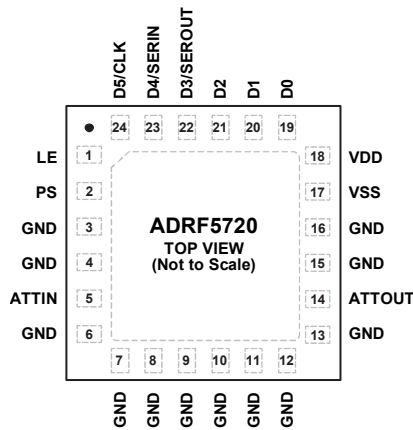 D5/CLK
D4/SERIN
D3/SEROUT
D2
D1
D0
24
23
22
21
20
19
LE
1
18
VDD
PS
2
17
VSS
GND
3
16
GND
GND
4
15
GND
ATTIN
5
14
ATTOUT
GND
6
13
GND
ADRF5720
TOP VIEW
(Not to Scale)
7
8
9
10
11
12
GND
GND
GND
GND
GND
GND